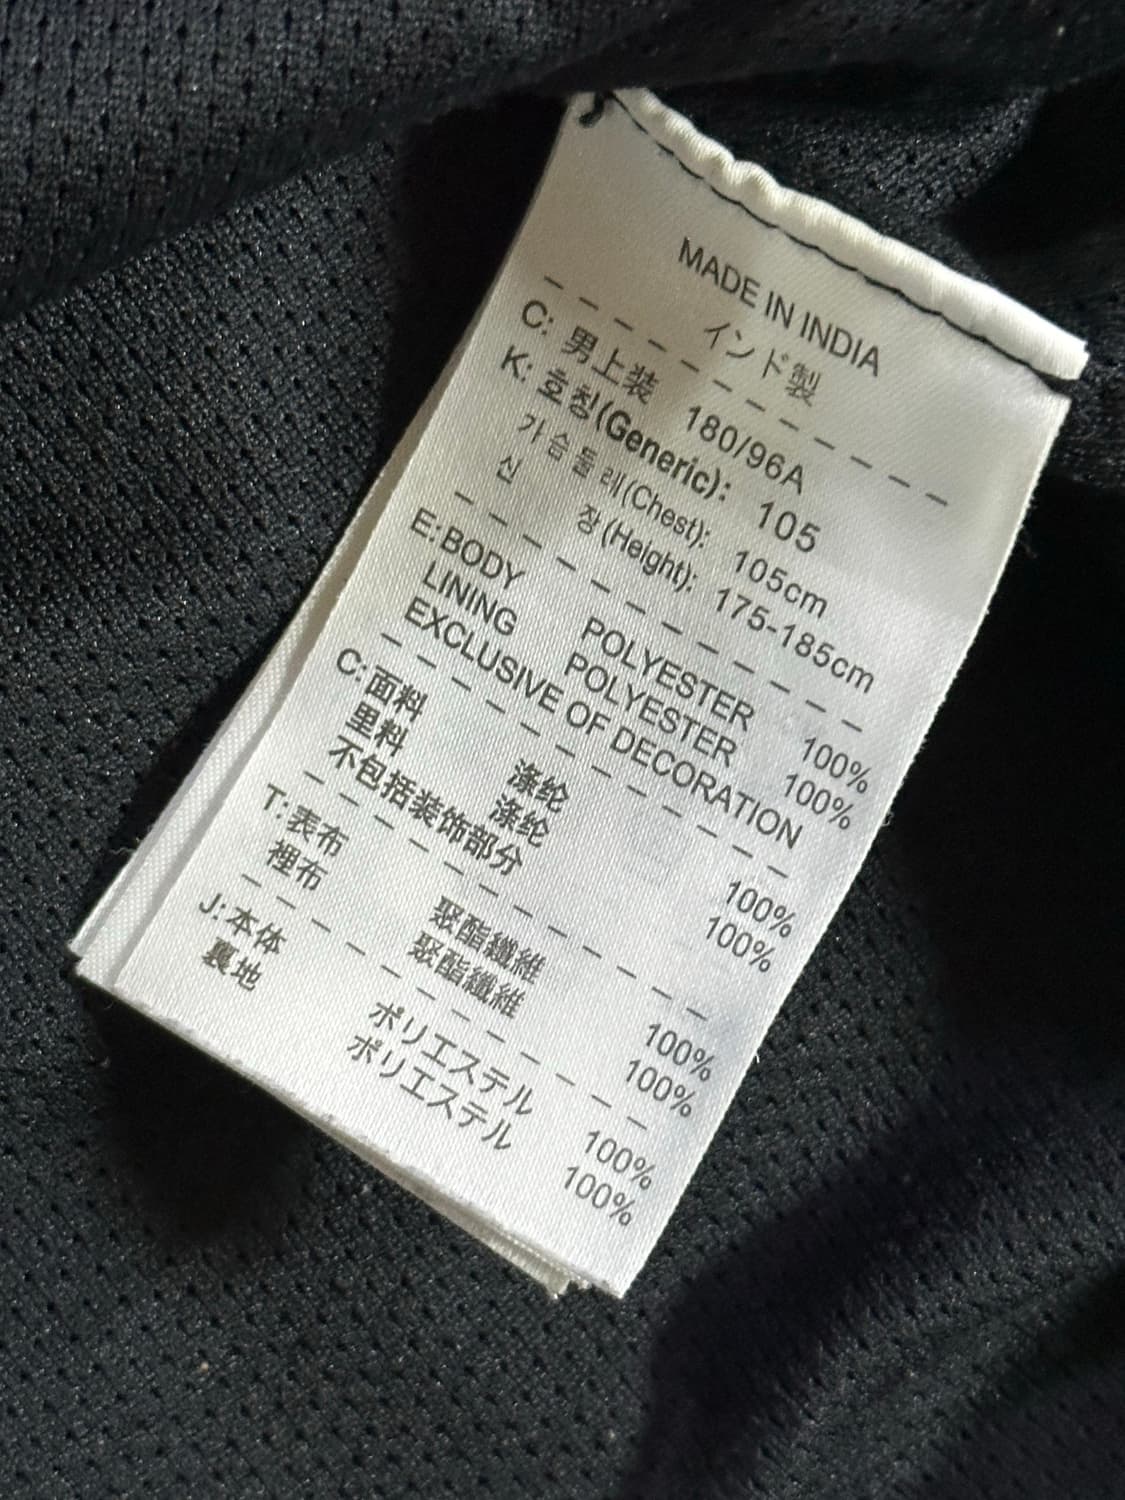 MADE IN INDIA
インド製
C: 男上装 180/96A
K: 호칭(Generic): 105
가슴둘레(Chest): 105cm
신 장(Height): 175-185cm
E: BODY POLYESTER 100%
LINING POLYESTER 100%
EXCLUSIVE OF DECORATION
C: 面料 涤纶 100%
里料 涤纶 100%
不包括装饰部分
T: 表布 聚酯纖維 100%
裡布 聚酯纖維 100%
J: 本体 ポリエステル 100%
裏地 ポリエステル 100%